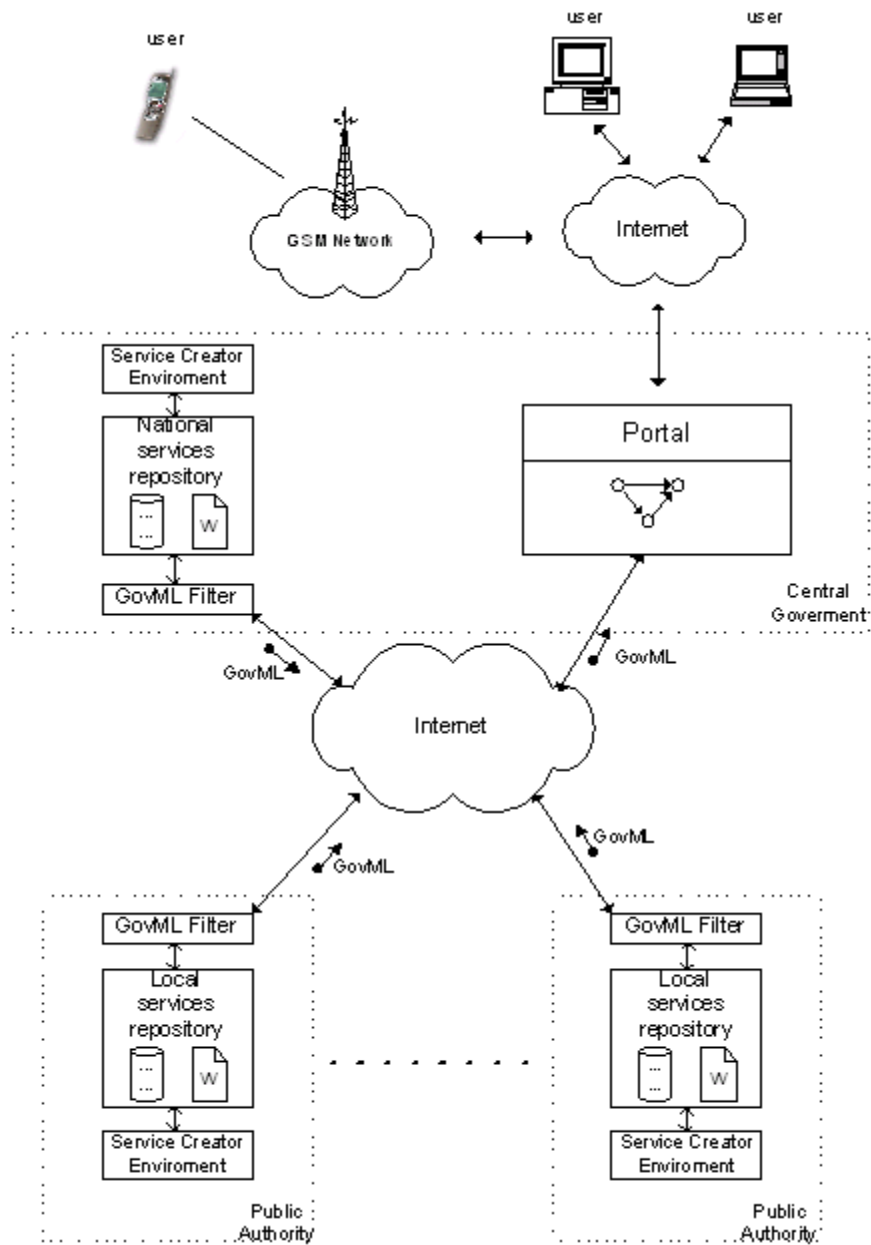 user
user
user
GSM Network
Internet
Service Creator
Enviroment
National
services
repository
...
...
W
GovML Filter
Portal
Central
Goverment
GovML
GovML
Internet
GovML
GovML
GovML Filter
Local
services
repository
...
...
W
Service Creator
Enviroment
Public
Authority
GovML Filter
Local
services
repository
...
...
W
Service Creator
Enviroment
Public
Authority